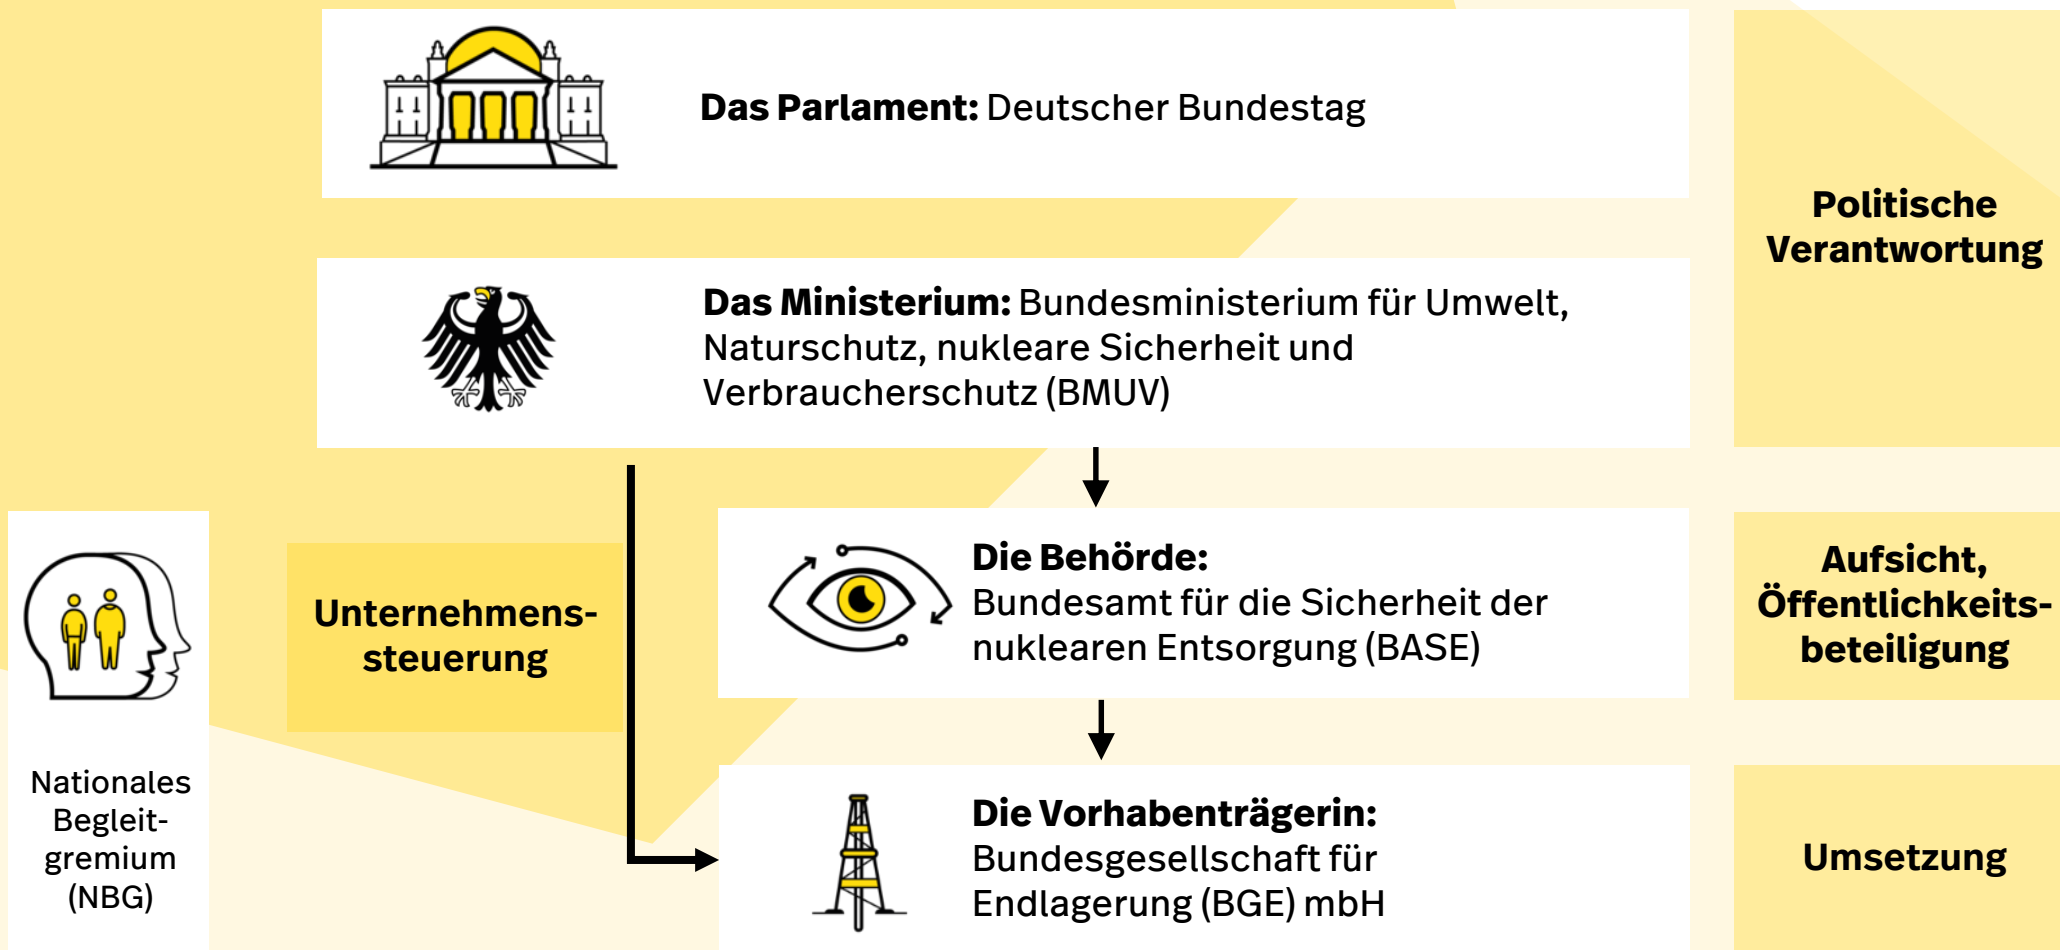 Das Parlament: Deutscher Bundestag
Politische
Verantwortung
Das Ministerium: Bundesministerium für Umwelt,
Naturschutz, nukleare Sicherheit und
Verbraucherschutz (BMUV)
Unternehmens-
steuerung
Die Behörde:
Bundesamt für die Sicherheit der
nuklearen Entsorgung (BASE)
Aufsicht,
Öffentlichkeits-
beteiligung
Nationales
Begleit-
gremium
(NBG)
Die Vorhabenträgerin:
Bundesgesellschaft für
Endlagerung (BGE) mbH
Umsetzung